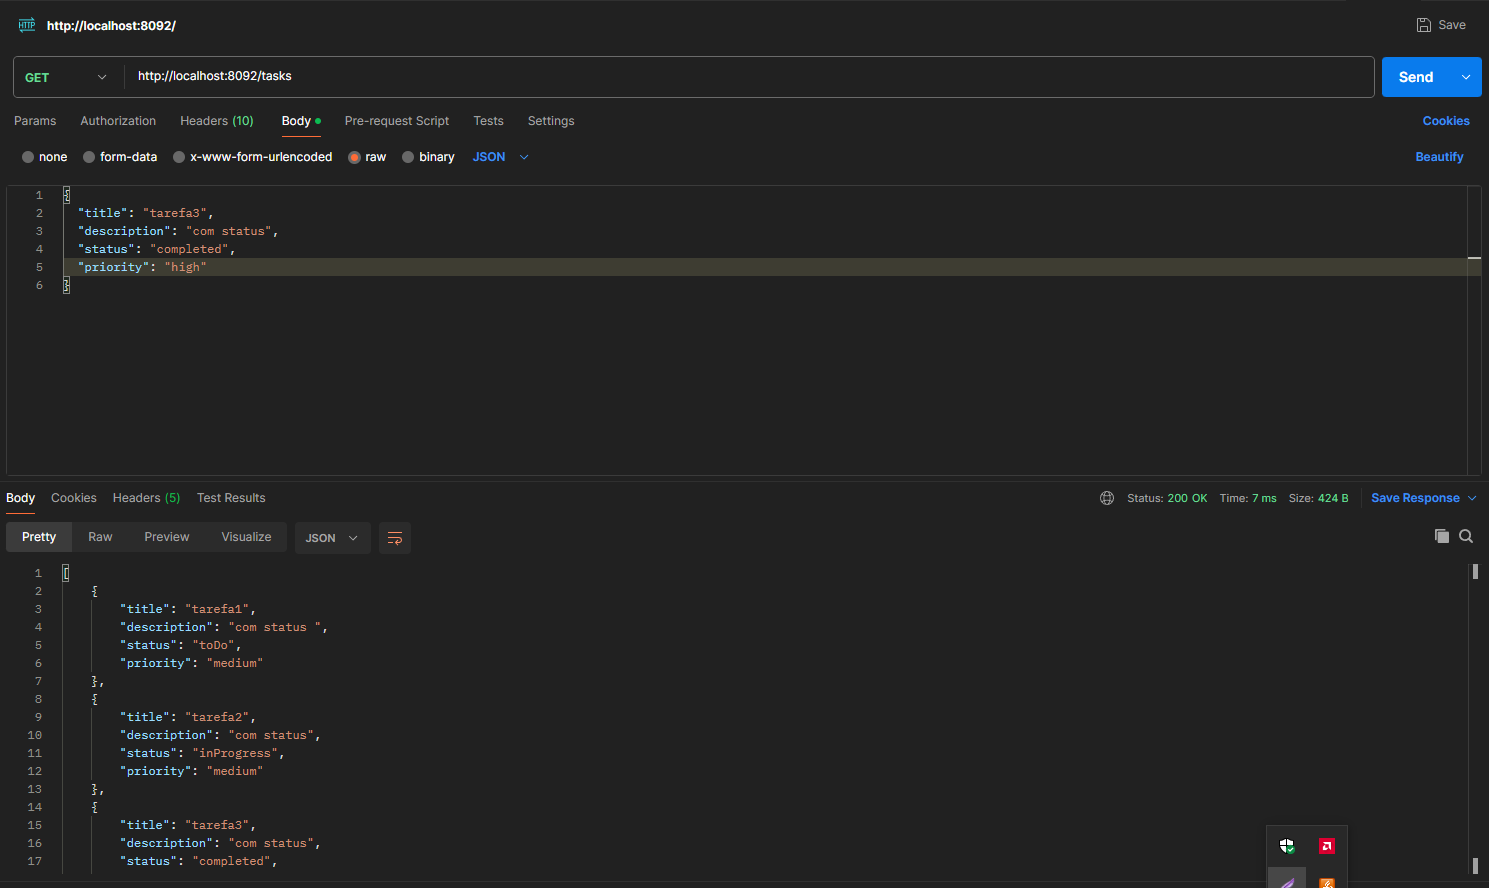 HTTP http://localhost:8092/ Save
GET http://localhost:8092/tasks Send
Params Authorization Headers (10) Body Pre-request Script Tests Settings Cookies
none form-data x-www-form-urlencoded raw binary JSON Beautify
1 {
2 "title": "tarefa3",
3 "description": "com status",
4 "status": "completed",
5 "priority": "high"
6 }
Body Cookies Headers (5) Test Results Status: 200 OK Time: 7 ms Size: 424 B Save Response
Pretty Raw Preview Visualize JSON
1 [
2 {
3 "title": "tarefa1",
4 "description": "com status ",
5 "status": "toDo",
6 "priority": "medium"
7 },
8 {
9 "title": "tarefa2",
10 "description": "com status",
11 "status": "inProgress",
12 "priority": "medium"
13 },
14 {
15 "title": "tarefa3",
16 "description": "com status",
17 "status": "completed",